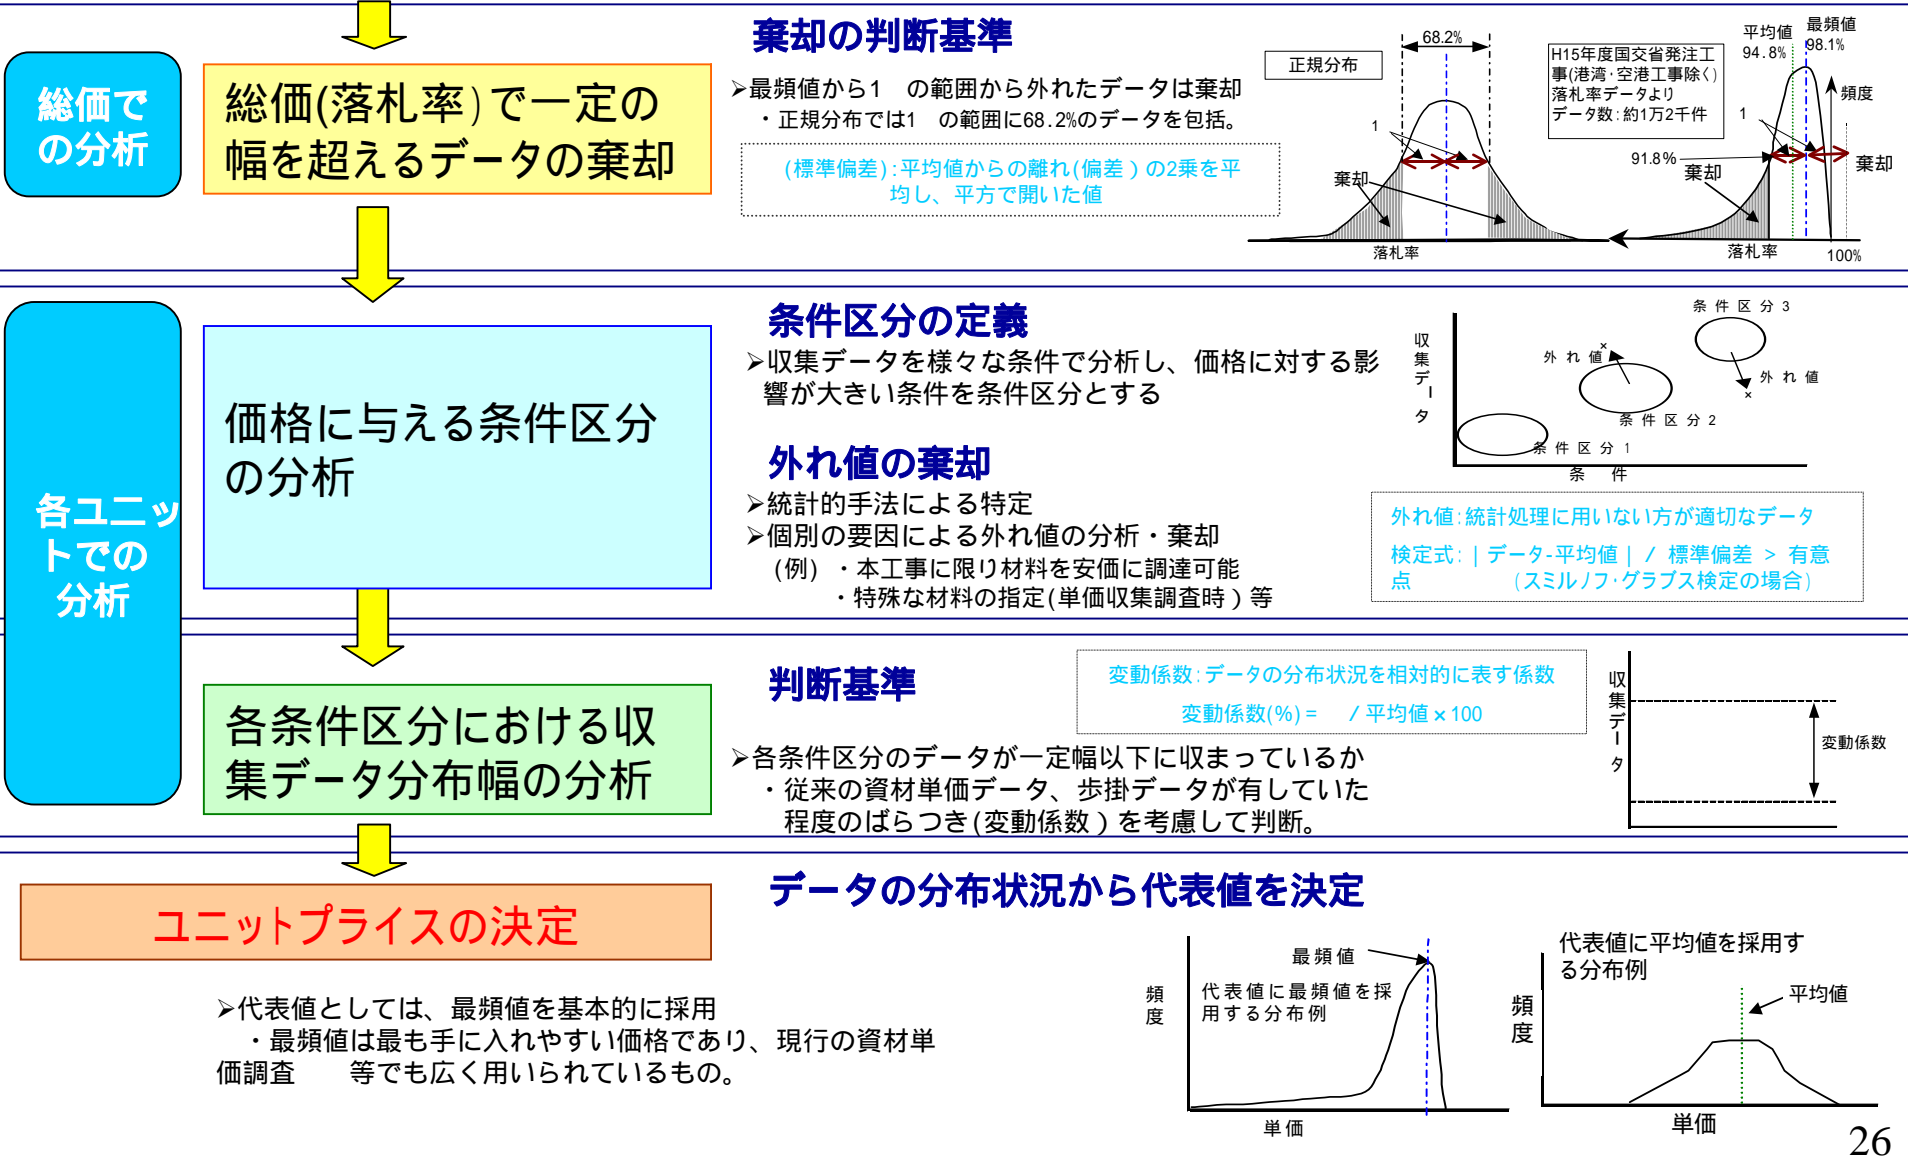 棄却の判断基準
総価で
の分析
総価(落札率)で一定の
幅を超えるデータの棄却
➢最頻値から1　の範囲から外れたデータは棄却
・正規分布では1　の範囲に68.2%のデータを包括。
(標準偏差):平均値からの離れ(偏差)の2乗を平
均し、平方で開いた値
正規分布
68.2%
1
棄却
落札率
H15年度国交省発注工
事(港湾･空港工事除く)
落札率データより
データ数:約1万2千件
平均値
94.8%
最頻値
98.1%
頻度
1
91.8%
棄却
棄却
落札率
100%
各ユニッ
トでの
分析
価格に与える条件区分
の分析
条件区分の定義
➢収集データを様々な条件で分析し、価格に対する影
響が大きい条件を条件区分とする
外れ値の棄却
➢統計的手法による特定
➢個別の要因による外れ値の分析・棄却
(例)・本工事に限り材料を安価に調達可能
・特殊な材料の指定(単価収集調査時)等
収集データ
条件区分3
外れ値
×
外れ値
×
条件区分2
条件区分1
条　件
外れ値:統計処理に用いない方が適切なデータ
検定式:|データ-平均値| / 標準偏差 > 有意
点　(スミルノフ･グラブス検定の場合)
各条件区分における収
集データ分布幅の分析
判断基準
変動係数:データの分布状況を相対的に表す係数
変動係数(%)=　/平均値×100
➢各条件区分のデータが一定幅以下に収まっているか
・従来の資材単価データ、歩掛データが有していた
程度のばらつき(変動係数)を考慮して判断。
収集データ
変動係数
ユニットプライスの決定
データの分布状況から代表値を決定
➢代表値としては、最頻値を基本的に採用
・最頻値は最も手に入れやすい価格であり、現行の資材単
価調査　等でも広く用いられているもの。
頻度
最頻値
代表値に最頻値を採
用する分布例
単価
代表値に平均値を採用す
る分布例
頻度
平均値
単価
26